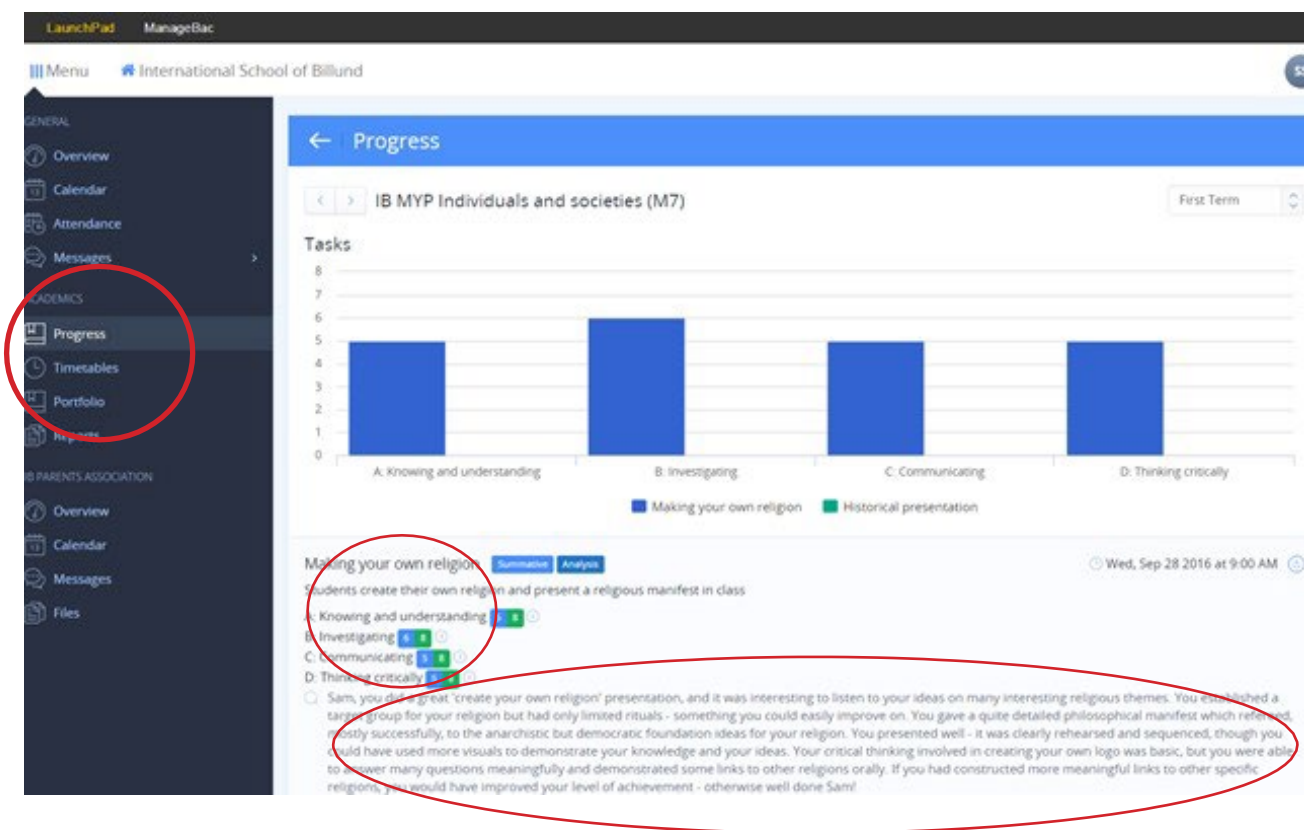 LaunchPad ManageBac
Menu International School of Billund
GENERAL
Overview
Calendar
Attendance
Messages
ACADEMICS
Progress
Timetables
Portfolio
Reports
IB PARENTS ASSOCIATION
Overview
Calendar
Messages
Files
← Progress
< > IB MYP Individuals and societies (M7) First Term
Tasks
8
7
6
5
4
3
2
1
0
A: Knowing and understanding B: Investigating C: Communicating D: Thinking critically
Making your own religion Historical presentation
Making your own religion Summative Analysis Wed, Sep 28 2016 at 9:00 AM
Students create their own religion and present a religious manifest in class
A: Knowing and understanding 8
B: Investigating 6 8
C: Communicating 5 8
D: Thinking critically
Sam, you did a great 'create your own religion' presentation, and it was interesting to listen to your ideas on many interesting religious themes. You established a
target group for your religion but had only limited rituals - something you could easily improve on. You gave a quite detailed philosophical manifest which referred,
mostly successfully, to the anarchistic but democratic foundation ideas for your religion. You presented well - it was clearly rehearsed and sequenced, though you
could have used more visuals to demonstrate your knowledge and your ideas. Your critical thinking involved in creating your own logo was basic, but you were able
to answer many questions meaningfully and demonstrated some links to other religions orally. If you had constructed more meaningful links to other specific
religions, you would have improved your level of achievement - otherwise well done Sam!